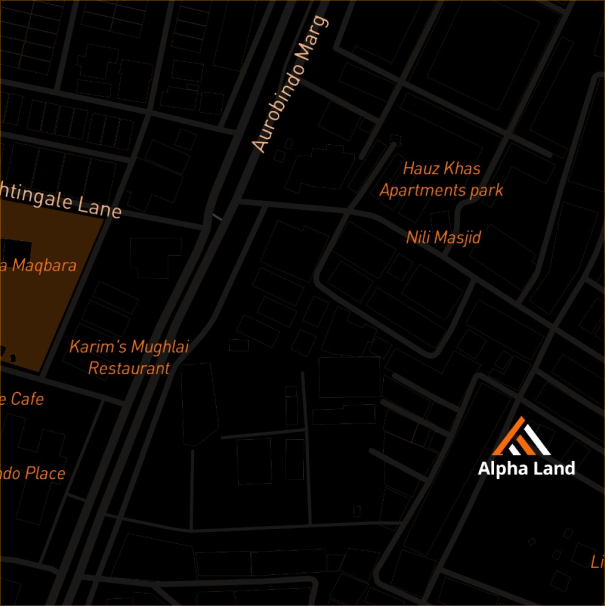 Aurobindo Marg
Hauz Khas
Apartments park
htingale Lane
Nili Masjid
a Maqbara
Karim's Mughlai
Restaurant
e Cafe
Alpha Land
ndo Place
Li